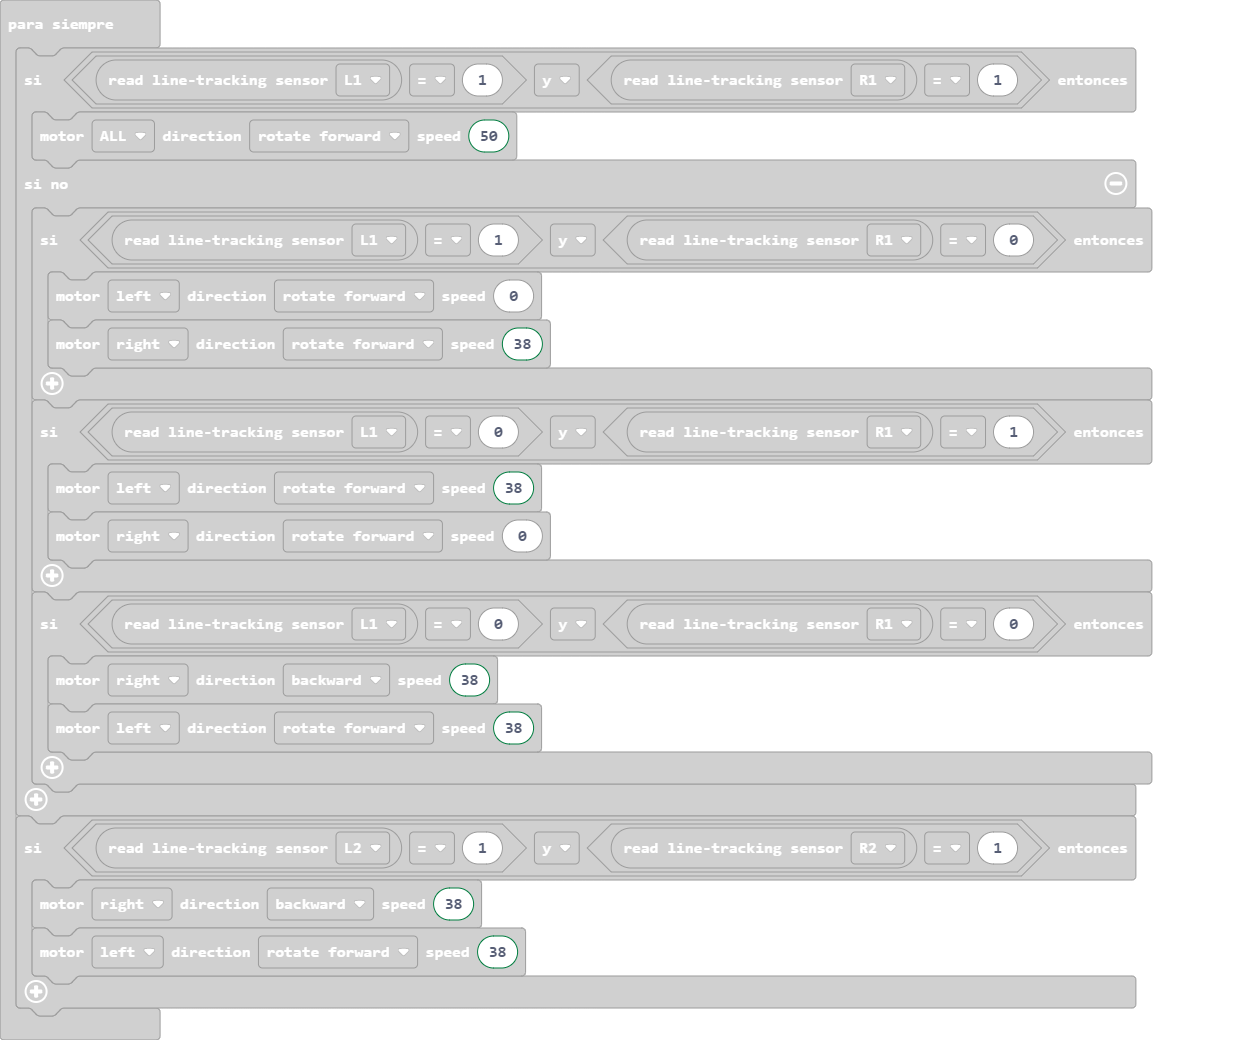 para siempre
si read line-tracking sensor L1 = 1 y read line-tracking sensor R1 = 1 entonces
motor ALL direction rotate forward speed 50
si no
si read line-tracking sensor L1 = 1 y read line-tracking sensor R1 = 0 entonces
motor left direction rotate forward speed 0
motor right direction rotate forward speed 38
si read line-tracking sensor L1 = 0 y read line-tracking sensor R1 = 1 entonces
motor left direction rotate forward speed 38
motor right direction rotate forward speed 0
si read line-tracking sensor L1 = 0 y read line-tracking sensor R1 = 0 entonces
motor right direction backward speed 38
motor left direction rotate forward speed 38
si read line-tracking sensor L2 = 1 y read line-tracking sensor R2 = 1 entonces
motor right direction backward speed 38
motor left direction rotate forward speed 38